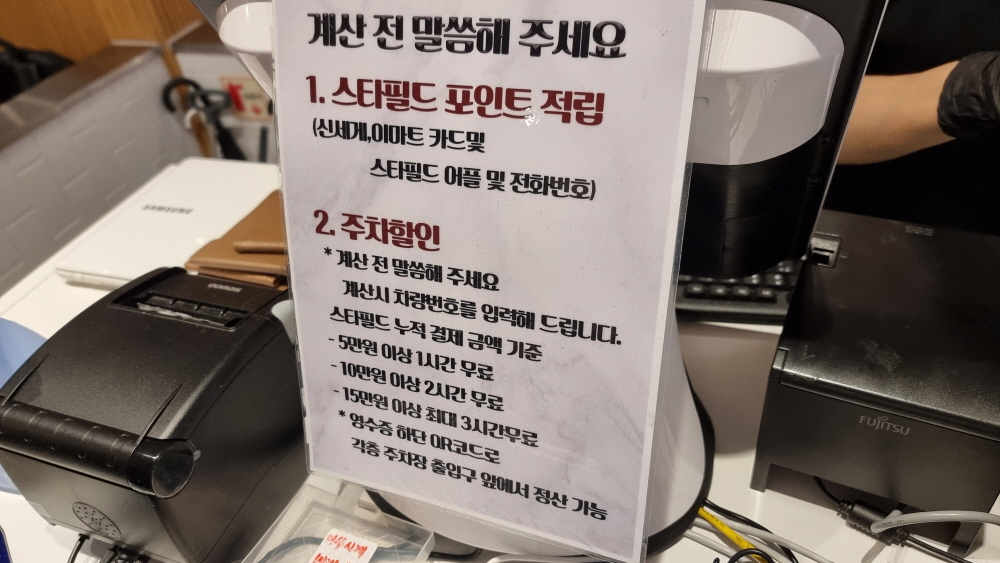 계산 전 말씀해 주세요
1. 스타필드 포인트 적립
(신세계,이마트 카드및
스타필드 어플 및 전화번호)
2. 주차할인
* 계산 전 말씀해 주세요
계산시 차량번호를 입력해 드립니다.
스타필드 누적 결제 금액 기준
- 5만원 이상 1시간 무료
- 10만원 이상 2시간 무료
- 15만원 이상 최대 3시간무료
* 영수증 하단 QR코드로
각층 주차장 출입구 앞에서 정산 가능
SAMSUNG
FUJITSU